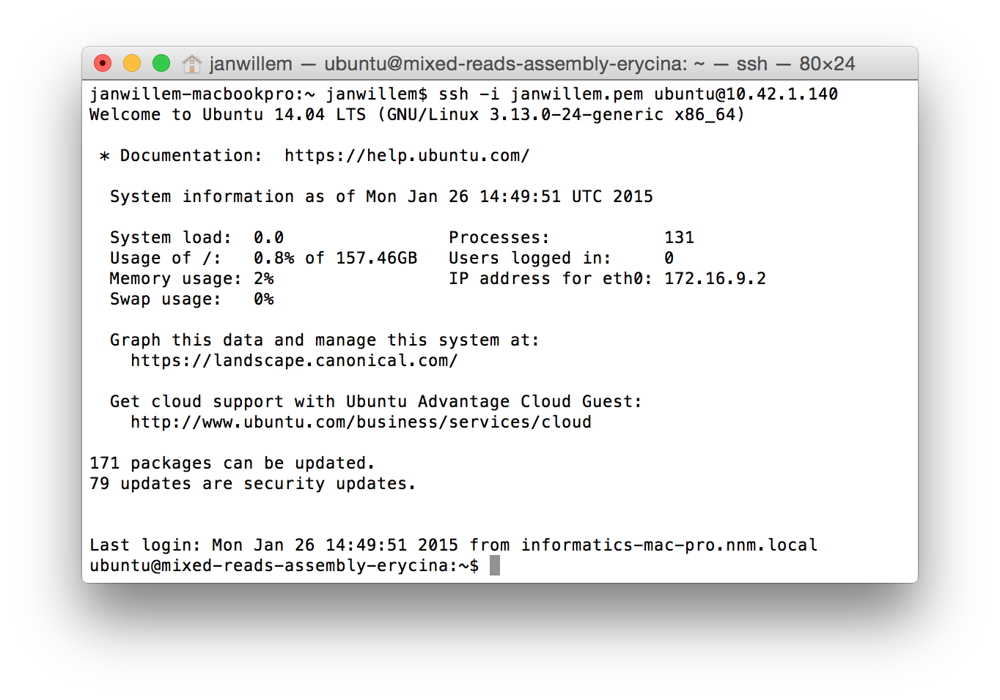 janwillem — ubuntu@mixed-reads-assembly-erycina: ~ — ssh — 80×24
janwillem-macbookpro:~ janwillem$ ssh -i janwillem.pem ubuntu@10.42.1.140
Welcome to Ubuntu 14.04 LTS (GNU/Linux 3.13.0-24-generic x86_64)
* Documentation:  https://help.ubuntu.com/
System information as of Mon Jan 26 14:49:51 UTC 2015
System load:  0.0                Processes:           131
Usage of /:   0.8% of 157.46GB   Users logged in:     0
Memory usage: 2%                 IP address for eth0: 172.16.9.2
Swap usage:   0%
Graph this data and manage this system at:
https://landscape.canonical.com/
Get cloud support with Ubuntu Advantage Cloud Guest:
http://www.ubuntu.com/business/services/cloud
171 packages can be updated.
79 updates are security updates.
Last login: Mon Jan 26 14:49:51 2015 from informatics-mac-pro.nnm.local
ubuntu@mixed-reads-assembly-erycina:~$